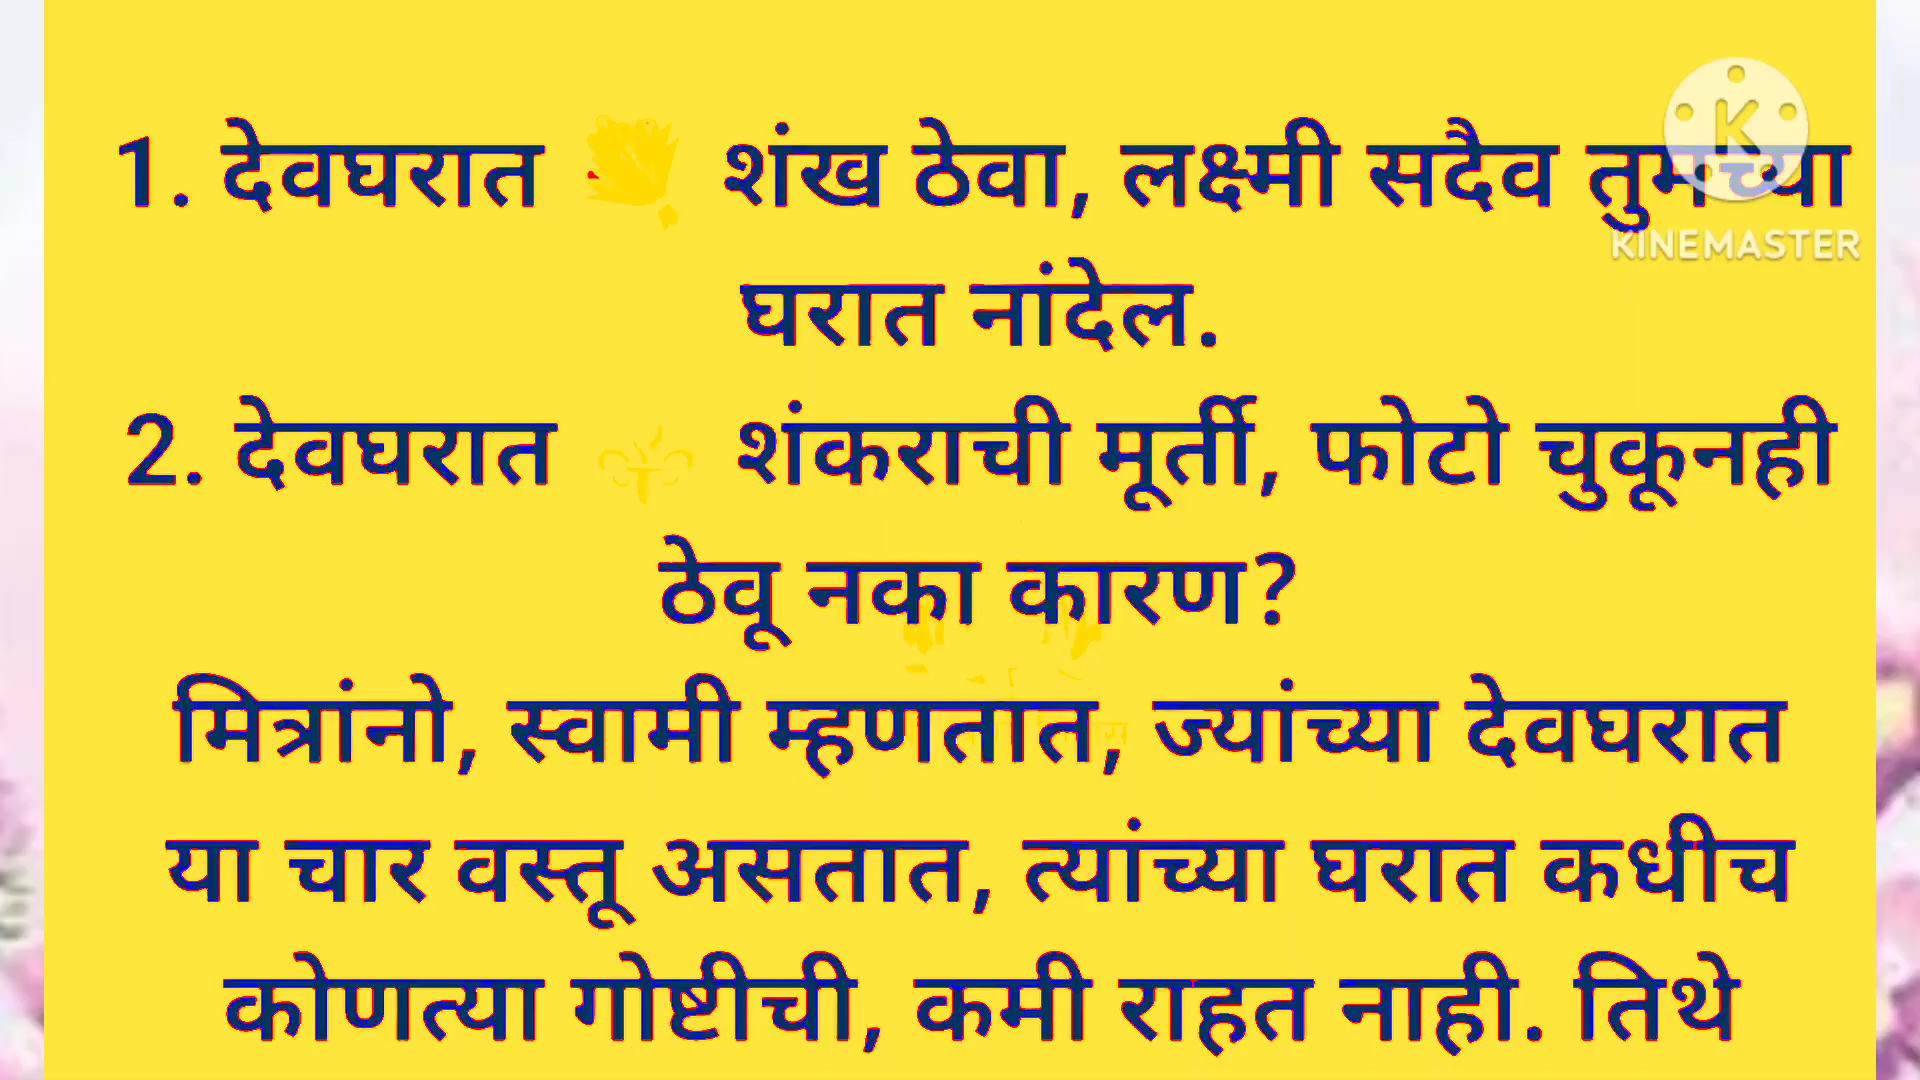 1. देवघरात शंख ठेवा, लक्ष्मी सदैव तुमच्या
घरात नांदेल.
2. देवघरात शंकराची मूर्ती, फोटो चुकूनही
ठेवू नका कारण?
मित्रांनो, स्वामी म्हणतात, ज्यांच्या देवघरात
या चार वस्तू असतात, त्यांच्या घरात कधीच
कोणत्या गोष्टीची, कमी राहत नाही. तिथे
K
KINEMASTER